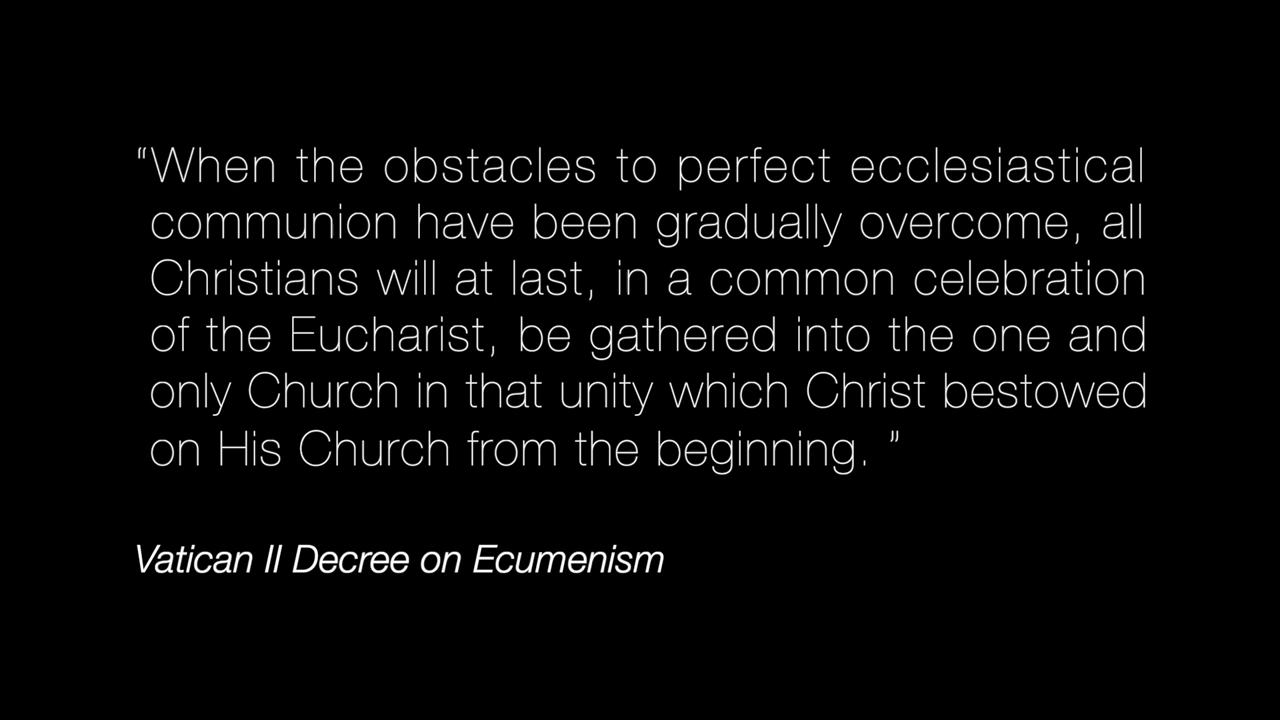 “When the obstacles to perfect ecclesiastical
communion have been gradually overcome, all
Christians will at last, in a common celebration
of the Eucharist, be gathered into the one and
only Church in that unity which Christ bestowed
on His Church from the beginning. ”
Vatican II Decree on Ecumenism